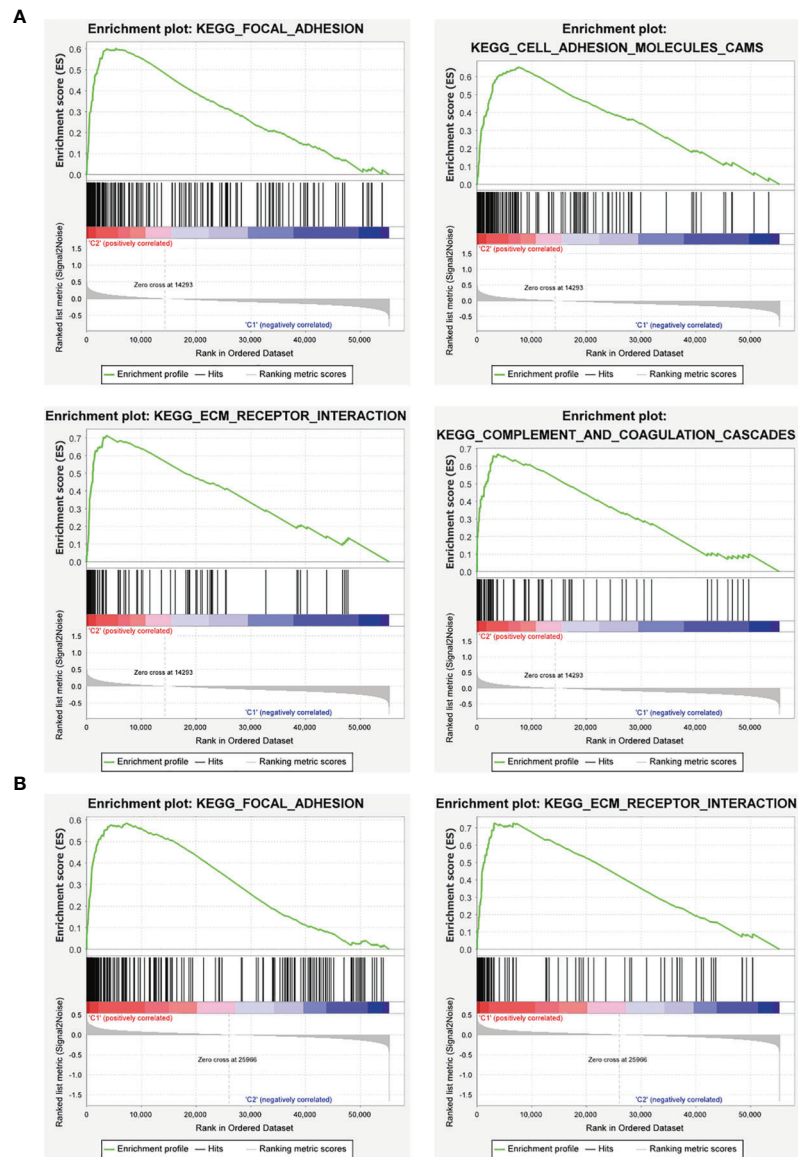 A
Enrichment plot: KEGG_FOCAL_ADHESION
Enrichment score (ES)
0.6
0.5
0.4
0.3
0.2
0.1
0
'C2' (positively correlated)
Ranked list metric (Signal2Noise)
1.5
1.0
0.5
0.0
-0.5
Zero cross at 14293
'C1' (negatively correlated)
0 10,000 20,000 30,000 40,000 50,000
Rank in Ordered Dataset
Enrichment profile Hits Ranking metric scores
Enrichment plot:
KEGG_CELL_ADHESION_MOLECULES_CAMS
Enrichment score (ES)
0.6
0.5
0.4
0.3
0.2
0.1
0.0
'C2' (positively correlated)
Ranked list metric (Signal2Noise)
1.5
1.0
0.5
0.0
-0.5
Zero cross at 14293
'C1' (negatively correlated)
0 10,000 20,000 30,000 40,000 50,000
Rank in Ordered Dataset
Enrichment profile Hits Ranking metric scores
Enrichment plot: KEGG_ECM_RECEPTOR_INTERACTION
Enrichment score (ES)
0.7
0.6
0.5
0.4
0.3
0.2
0.1
0.0
'C2' (positively correlated)
Ranked list metric (Signal2Noise)
1.5
1.0
0.5
0.0
-0.5
Zero cross at 14293
'C1' (negatively correlated)
0 10,000 20,000 30,000 40,000 50,000
Rank in Ordered Dataset
Enrichment profile Hits Ranking metric scores
Enrichment plot:
KEGG_COMPLEMENT_AND_COAGULATION_CASCADES
Enrichment score (ES)
0.6
0.5
0.4
0.3
0.2
0.1
0.0
'C2' (positively correlated)
Ranked list metric (Signal2Noise)
1.5
1.0
0.5
0.0
-0.5
Zero cross at 14293
'C1' (negatively correlated)
0 10,000 20,000 30,000 40,000 50,000
Rank in Ordered Dataset
Enrichment profile Hits Ranking metric scores
B
Enrichment plot: KEGG_FOCAL_ADHESION
Enrichment score (ES)
0.6
0.5
0.4
0.3
0.2
0.1
0
'C1' (positively correlated)
Ranked list metric (Signal2Noise)
0.5
0.0
-0.5
-1.0
-1.5
Zero cross at 25966
'C2' (negatively correlated)
0 10,000 20,000 30,000 40,000 50,000
Rank in Ordered Dataset
Enrichment profile Hits Ranking metric scores
Enrichment plot: KEGG_ECM_RECEPTOR_INTERACTION
Enrichment score (ES)
0.7
0.6
0.5
0.4
0.3
0.2
0.1
0.0
'C1' (positively correlated)
Ranked list metric (Signal2Noise)
0.5
0.0
-0.5
-1.0
-1.5
Zero cross at 25966
'C2' (negatively correlated)
0 10,000 20,000 30,000 40,000 50,000
Rank in Ordered Dataset
Enrichment profile Hits Ranking metric scores